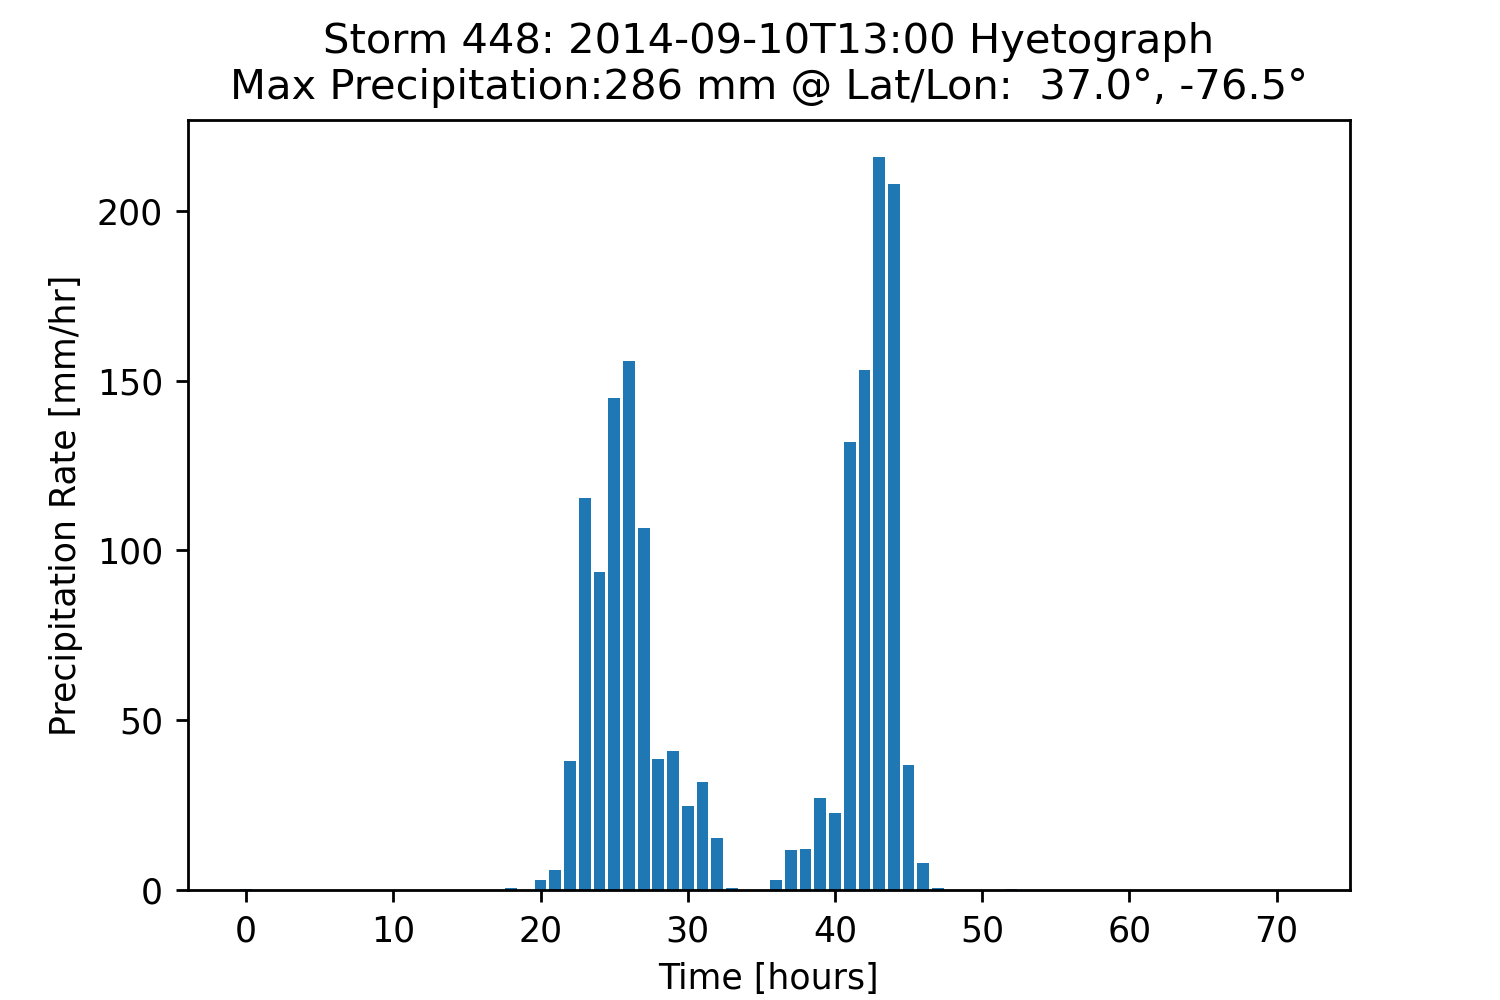 Storm 448: 2014-09-10T13:00 Hyetograph
Max Precipitation:286 mm @ Lat/Lon:  37.0°, -76.5°
200
150
100
50
0
Precipitation Rate [mm/hr]
0 10 20 30 40 50 60 70
Time [hours]